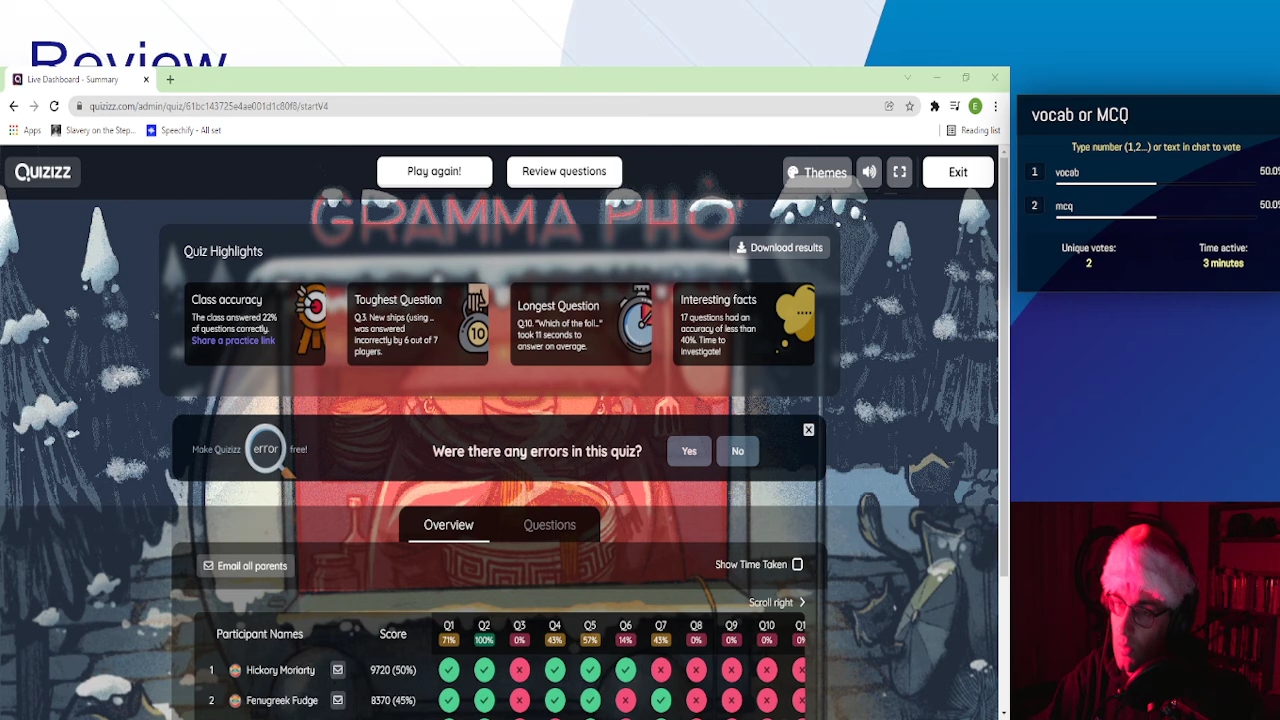 Review
Live Dashboard - Summary
quizizz.com/admin/quiz/61bc143725e4ae001d1c80f8/startV4
E
Apps
Slavery on the Step...
Speechify - All set
Reading list
Quizizz
Play again!
Review questions
Themes
Exit
GRAMMA PHỞ
Quiz Highlights
Download results
Class accuracy
The class answered 22%
of questions correctly.
Share a practice link
Toughest Question
Q.3. New ships (using ..
was answered
incorrectly by 6 out of 7
players.
10
Longest Question
Q.10. "Which of the foll..."
took 11 seconds to
answer on average.
Interesting facts
17 questions had an
accuracy of less than
40%. Time to
investigate!
Make Quizizz error free!
Were there any errors in this quiz?
Yes
No
Overview
Questions
Email all parents
Show Time Taken
Scroll right
Participant Names
Score
Q1 Q2 Q3 Q4 Q5 Q6 Q7 Q8 Q9 Q10
71% 100% 0% 43% 57% 14% 43% 0% 0% 0%
1 Hickory Moriarty 9720 (50%)
2 Fenugreek Fudge 8370 (45%)
vocab or MCQ
Type number (1,2...) or text in chat to vote
1 vocab 50.0%
2 mcq 50.0%
Unique votes:
2
Time active:
3 minutes